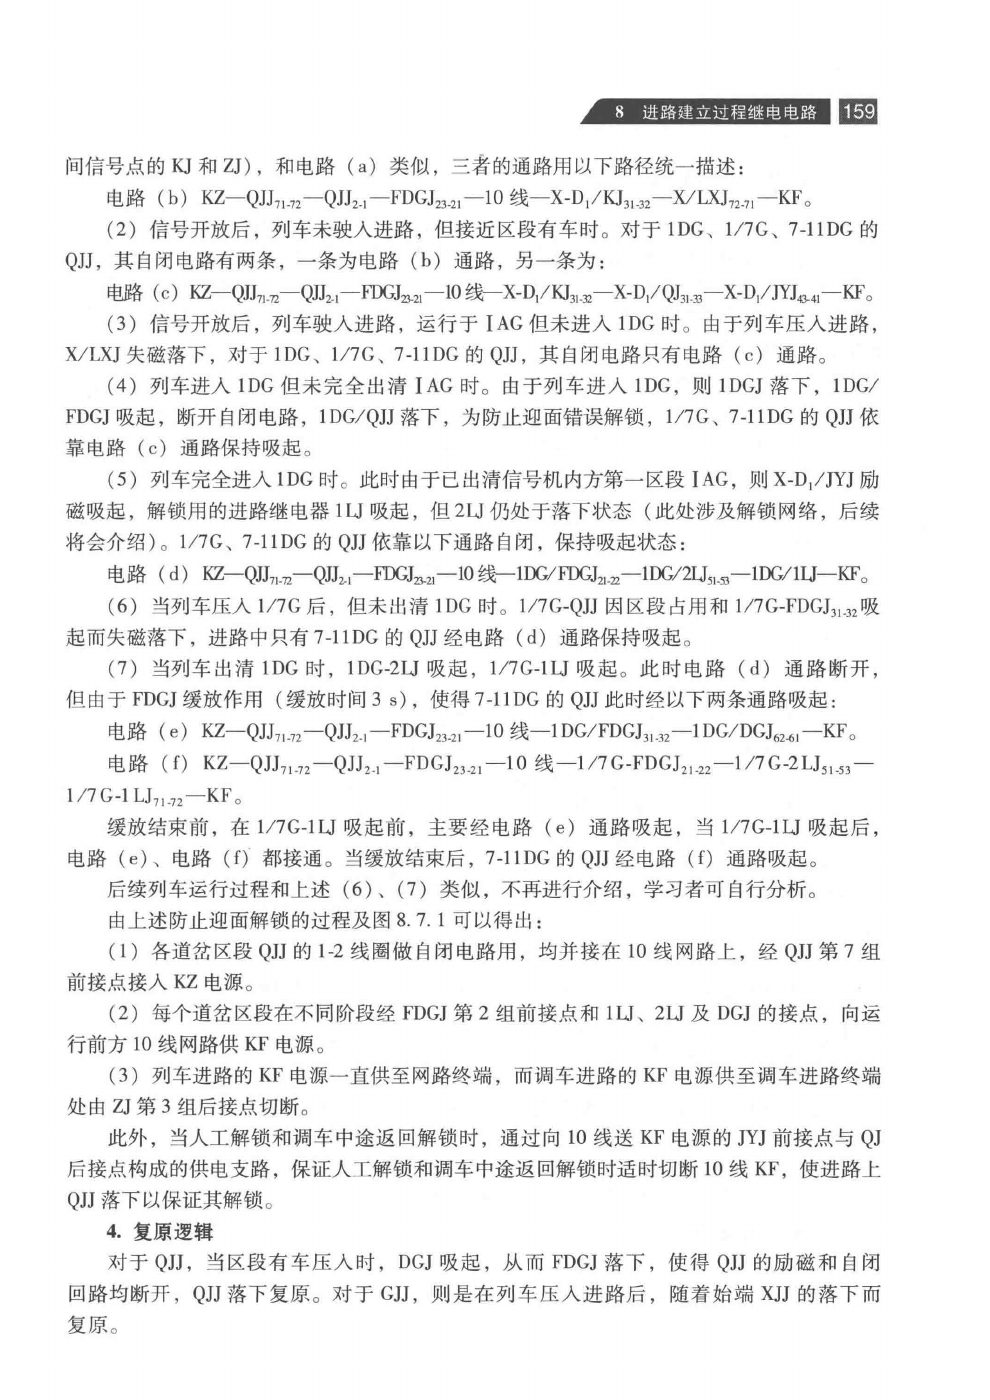 8 进路建立过程继电电路 159
间信号点的 KJ 和 ZJ），和电路（a）类似，三者的通路用以下路径统一描述：
电路（b）KZ—QJJ71-72—QJJ2-1—FDGJ23-21—10 线—X-D1/KJ31-32—X/LXJ72-71—KF。
（2）信号开放后，列车未驶入进路，但接近区段有车时。对于 1DG、1/7G、7-11DG 的
QJJ，其自闭电路有两条，一条为电路（b）通路，另一条为：
电路（c）KZ—QJJ71-72—QJJ2-1—FDGJ23-21—10 线—X-D1/KJ31-32—X-D1/QJ31-33—X-D1/JYJ43-41—KF。
（3）信号开放后，列车驶入进路，运行于ⅠAG 但未进入 1DG 时。由于列车压入进路，
X/LXJ 失磁落下，对于 1DG、1/7G、7-11DG 的 QJJ，其自闭电路只有电路（c）通路。
（4）列车进入 1DG 但未完全出清ⅠAG 时。由于列车进入 1DG，则 1DGJ 落下，1DG/
FDGJ 吸起，断开自闭电路，1DG/QJJ 落下，为防止迎面错误解锁，1/7G、7-11DG 的 QJJ 依
靠电路（c）通路保持吸起。
（5）列车完全进入 1DG 时。此时由于已出清信号机内方第一区段ⅠAG，则 X-D1/JYJ 励
磁吸起，解锁用的进路继电器 1LJ 吸起，但 2LJ 仍处于落下状态（此处涉及解锁网络，后续
将会介绍）。1/7G、7-11DG 的 QJJ 依靠以下通路自闭，保持吸起状态：
电路（d）KZ—QJJ71-72—QJJ2-1—FDGJ23-21—10 线—1DG/FDGJ21-22—1DG/2LJ51-53—1DG/1LJ—KF。
（6）当列车压入 1/7G 后，但未出清 1DG 时。1/7G-QJJ 因区段占用和 1/7G-FDGJ31-32吸
起而失磁落下，进路中只有 7-11DG 的 QJJ 经电路（d）通路保持吸起。
（7）当列车出清 1DG 时，1DG-2LJ 吸起，1/7G-1LJ 吸起。此时电路（d）通路断开，
但由于 FDGJ 缓放作用（缓放时间 3 s），使得 7-11DG 的 QJJ 此时经以下两条通路吸起：
电路（e）KZ—QJJ71-72—QJJ2-1—FDGJ23-21—10 线—1DG/FDGJ31-32—1DG/DGJ62-61—KF。
电路（f）KZ—QJJ71-72—QJJ2-1—FDGJ23-21—10 线—1/7G-FDGJ21-22—1/7G-2LJ51-53—
1/7G-1LJ71-72—KF。
缓放结束前，在 1/7G-1LJ 吸起前，主要经电路（e）通路吸起，当 1/7G-1LJ 吸起后，
电路（e）、电路（f）都接通。当缓放结束后，7-11DG 的 QJJ 经电路（f）通路吸起。
后续列车运行过程和上述（6）、（7）类似，不再进行介绍，学习者可自行分析。
由上述防止迎面解锁的过程及图 8.7.1 可以得出：
（1）各道岔区段 QJJ 的 1-2 线圈做自闭电路用，均并接在 10 线网路上，经 QJJ 第 7 组
前接点接入 KZ 电源。
（2）每个道岔区段在不同阶段经 FDGJ 第 2 组前接点和 1LJ、2LJ 及 DGJ 的接点，向运
行前方 10 线网路供 KF 电源。
（3）列车进路的 KF 电源一直供至网路终端，而调车进路的 KF 电源供至调车进路终端
处由 ZJ 第 3 组后接点切断。
此外，当人工解锁和调车中途返回解锁时，通过向 10 线送 KF 电源的 JYJ 前接点与 QJ
后接点构成的供电支路，保证人工解锁和调车中途返回解锁时适时切断 10 线 KF，使进路上
QJJ 落下以保证其解锁。
4. 复原逻辑
对于 QJJ，当区段有车压入时，DGJ 吸起，从而 FDGJ 落下，使得 QJJ 的励磁和自闭
回路均断开，QJJ 落下复原。对于 GJJ，则是在列车压入进路后，随着始端 XJJ 的落下而
复原。